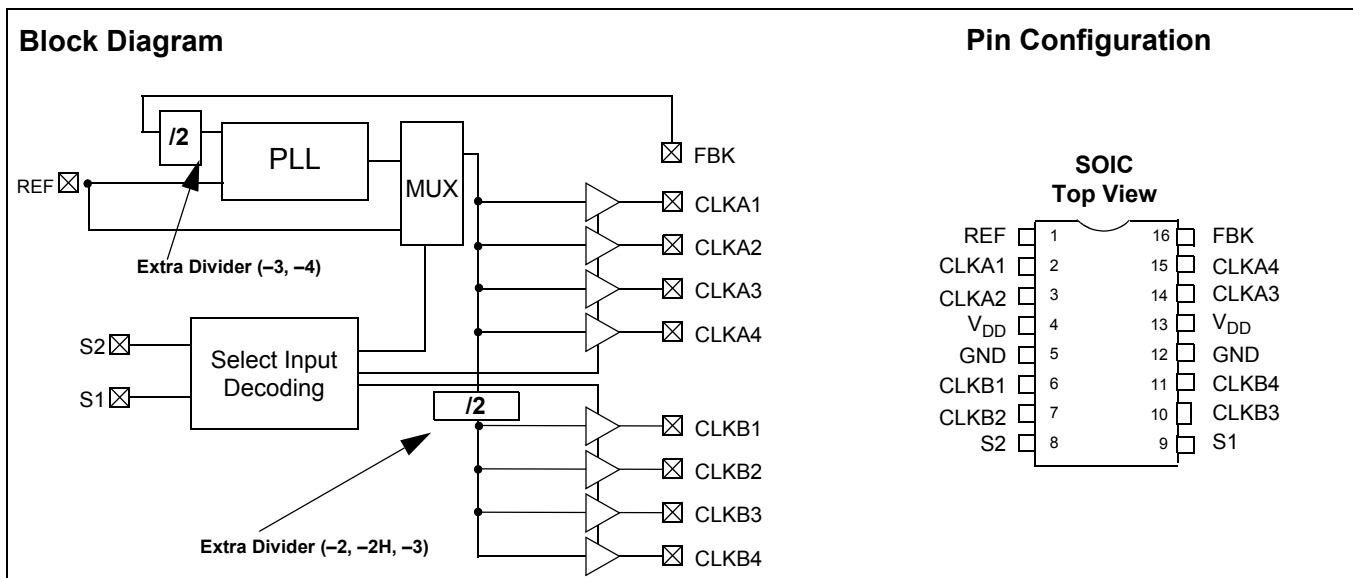 Block Diagram
/2
PLL
MUX
REF
FBK
CLKA1
CLKA2
CLKA3
CLKA4
Extra Divider (–3, –4)
S2
S1
Select Input
Decoding
/2
CLKB1
CLKB2
CLKB3
CLKB4
Extra Divider (–2, –2H, –3)
Pin Configuration
SOIC
Top View
REF 1 16 FBK
CLKA1 2 15 CLKA4
CLKA2 3 14 CLKA3
VDD 4 13 VDD
GND 5 12 GND
CLKB1 6 11 CLKB4
CLKB2 7 10 CLKB3
S2 8 9 S1